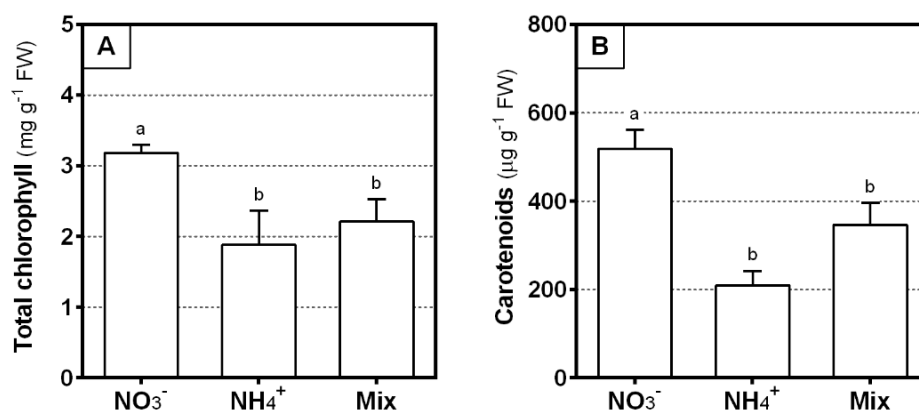 A
Total chlorophyll (mg g⁻¹ FW)
5
4
3
2
1
0
a
b
b
NO₃⁻ NH₄⁺ Mix
B
Carotenoids (µg g⁻¹ FW)
800
600
400
200
0
a
b
b
NO₃⁻ NH₄⁺ Mix